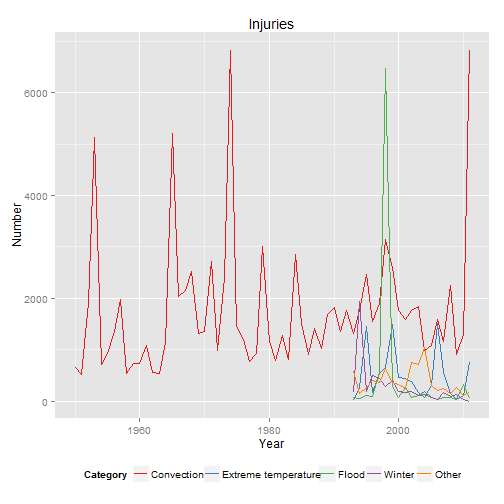 Injuries
6000
4000
2000
0
Number
1960
1980
2000
Year
Category Convection Extreme temperature Flood Winter Other